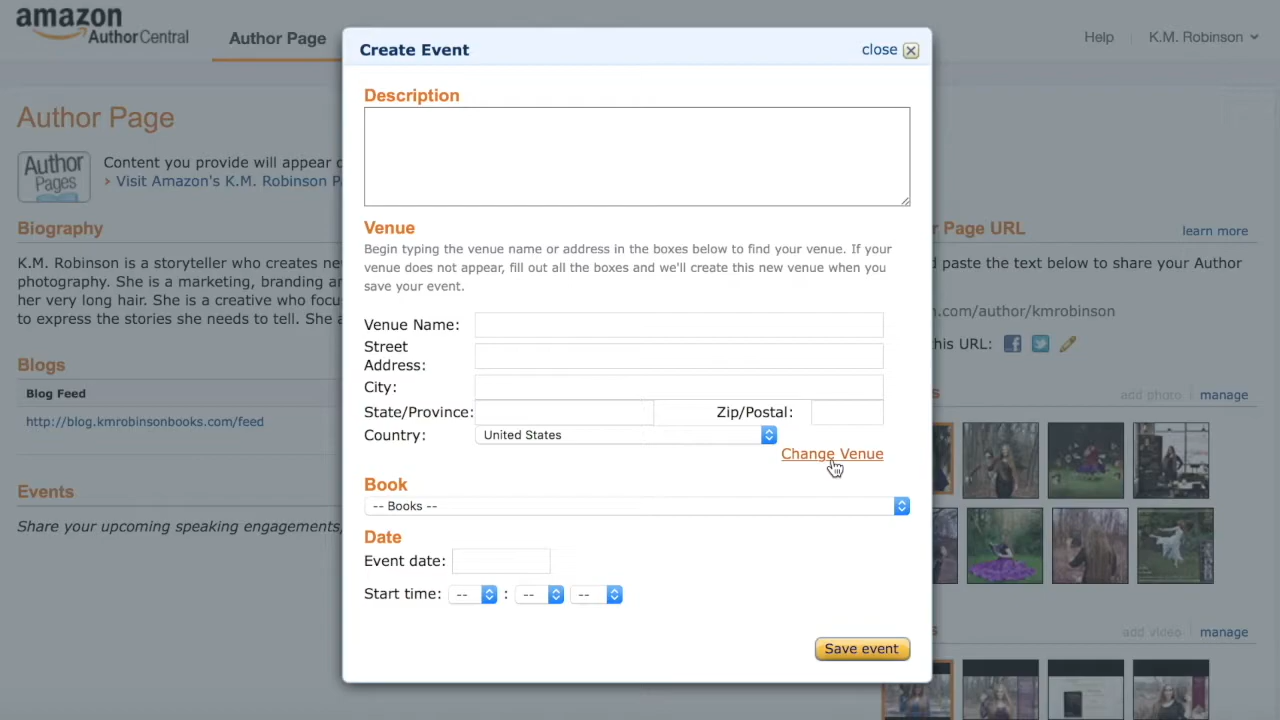 amazon
AuthorCentral
Author Page
Help
K.M. Robinson
Create Event
close
Author Page
Author
Pages
Content you provide will appear
› Visit Amazon's K.M. Robinson
Biography
K.M. Robinson is a storyteller who creates
photography. She is a marketing, branding
her very long hair. She is a creative who
to express the stories she needs to tell. She
Blogs
Blog Feed
http://blog.kmrobinsonbooks.com/feed
Events
Share your upcoming speaking engagements,
Description
Venue
Begin typing the venue name or address in the boxes below to find your venue. If your
venue does not appear, fill out all the boxes and we'll create this new venue when you
save your event.
Venue Name:
Street
Address:
City:
State/Province:
Zip/Postal:
Country:
United States
Change Venue
Book
-- Books --
Date
Event date:
Start time: -- : -- --
Save event
Page URL
learn more
paste the text below to share your Author
.com/author/kmrobinson
this URL:
add photo
manage
add video
manage